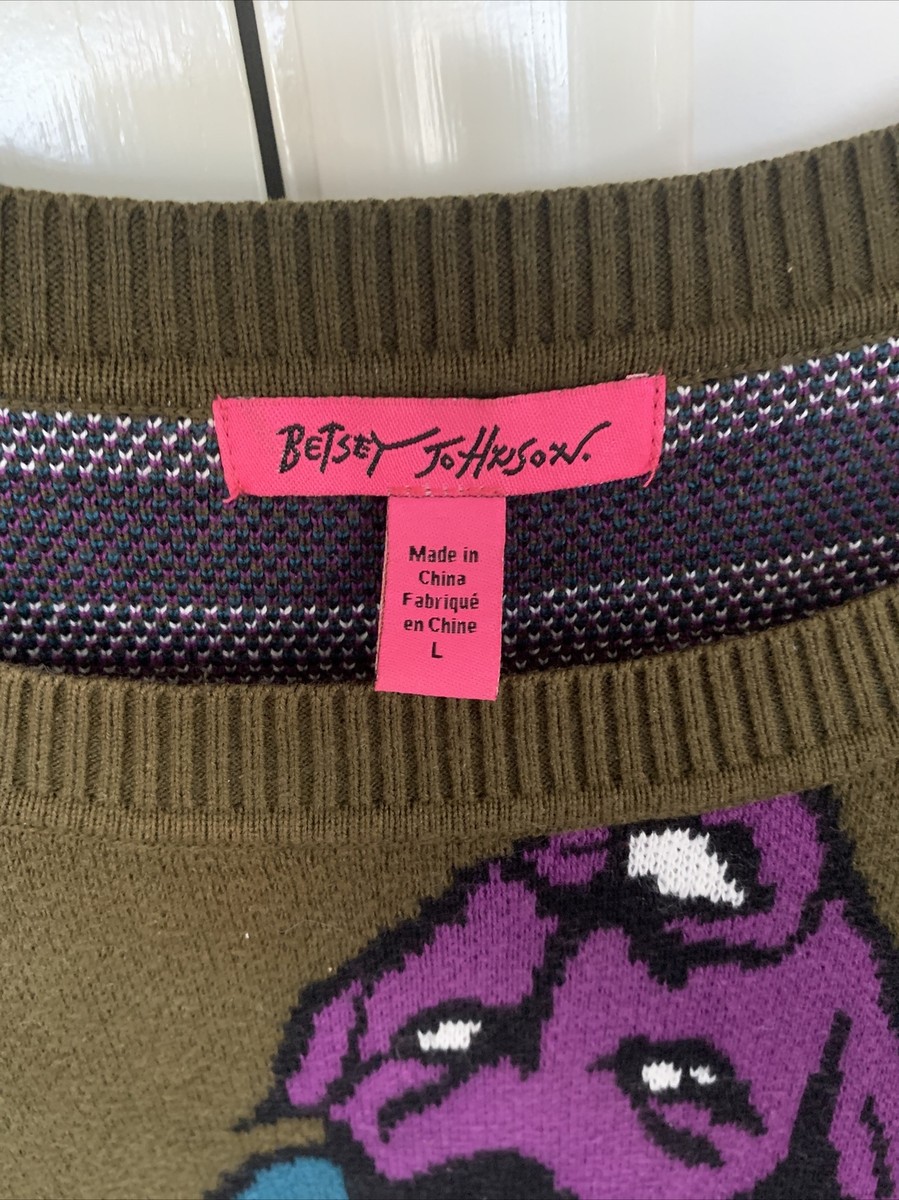 BETSEY JOHNSON.
Made in
China
Fabriqué
en Chine
L